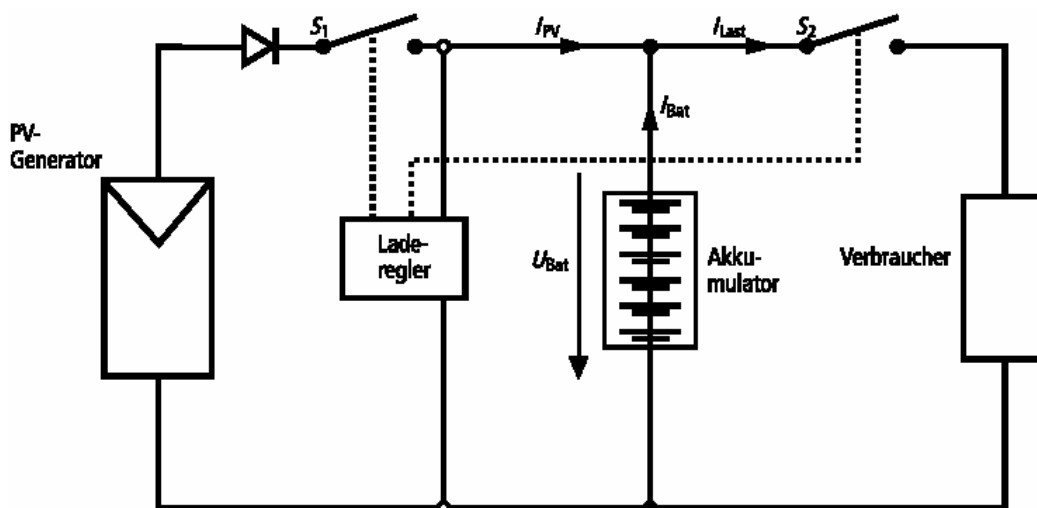 S1
IPV
ILast
S2
IBat
PV-
Generator
Lade-
regler
UBat
Akku-
mulator
Verbraucher